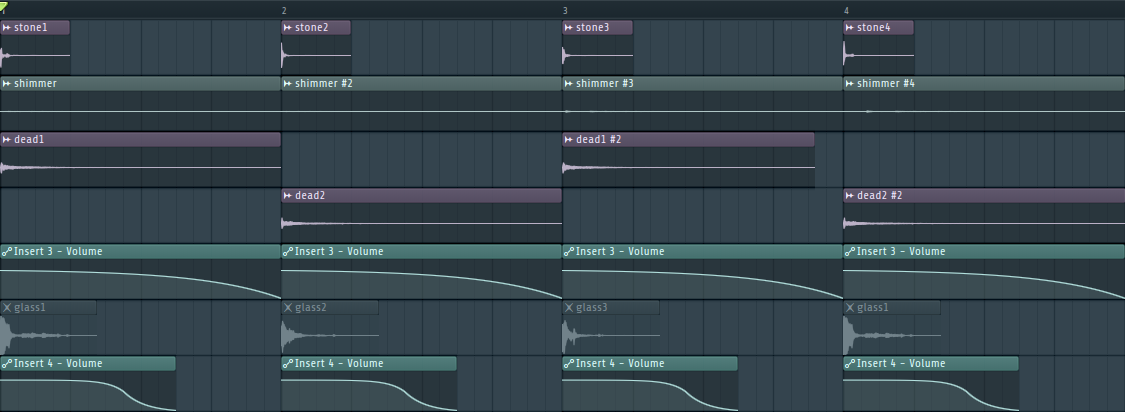 1 2 3 4
stone1 stone2 stone3 stone4
shimmer shimmer #2 shimmer #3 shimmer #4
dead1 dead1 #2
dead2 dead2 #2
Insert 3 - Volume Insert 3 - Volume Insert 3 - Volume Insert 3 - Volume
glass1 glass2 glass3 glass1
Insert 4 - Volume Insert 4 - Volume Insert 4 - Volume Insert 4 - Volume